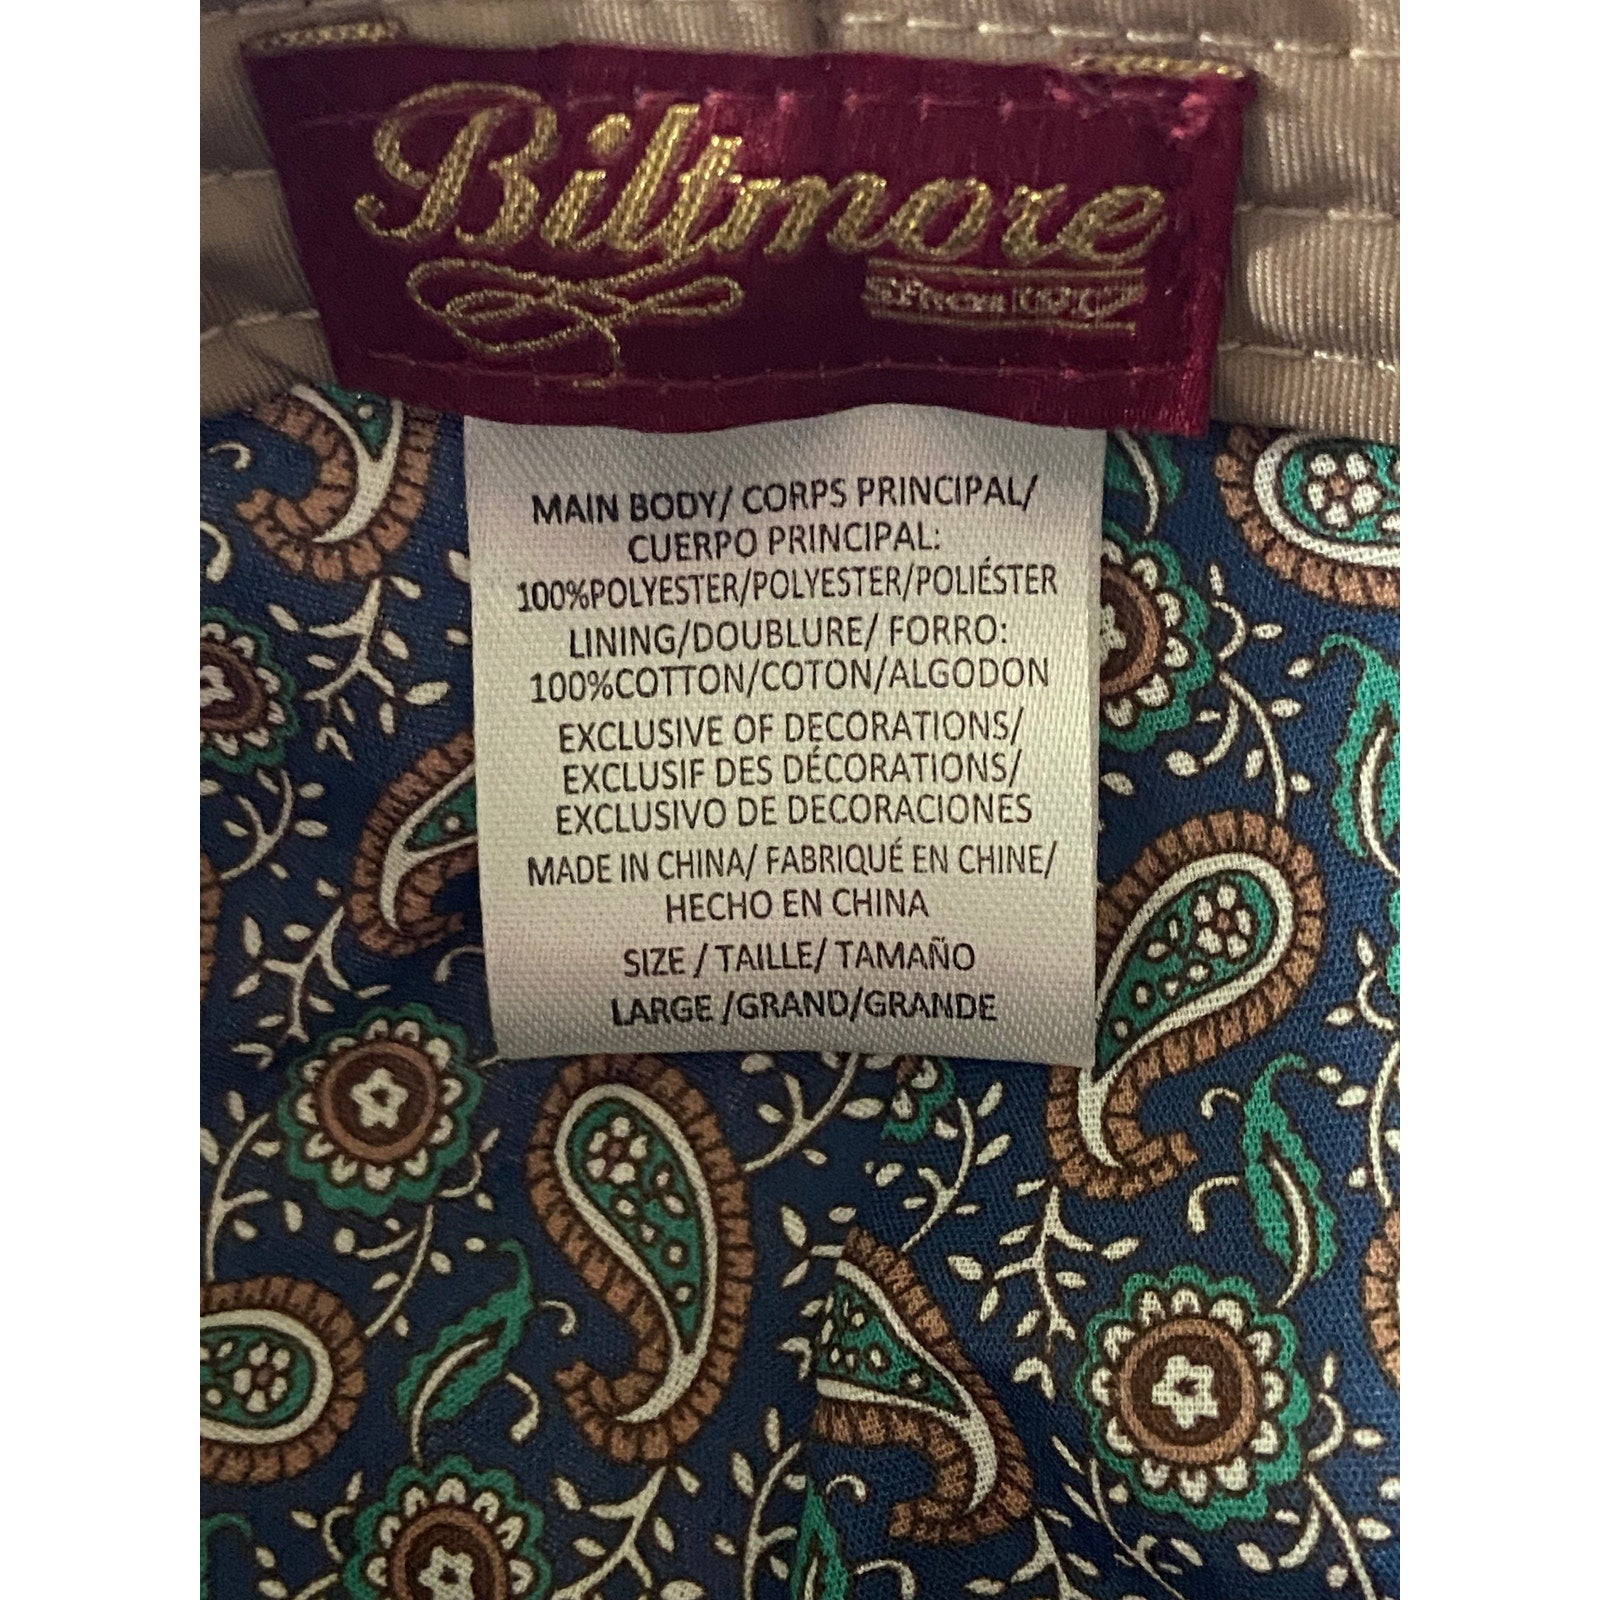 Biltmore
Since 1917
MAIN BODY/ CORPS PRINCIPAL/
CUERPO PRINCIPAL:
100%POLYESTER/POLYESTER/POLIÉSTER
LINING/DOUBLURE/ FORRO:
100%COTTON/COTON/ALGODON
EXCLUSIVE OF DECORATIONS/
EXCLUSIF DES DÉCORATIONS/
EXCLUSIVO DE DECORACIONES
MADE IN CHINA/ FABRIQUÉ EN CHINE/
HECHO EN CHINA
SIZE / TAILLE/ TAMAÑO
LARGE /GRAND/GRANDE